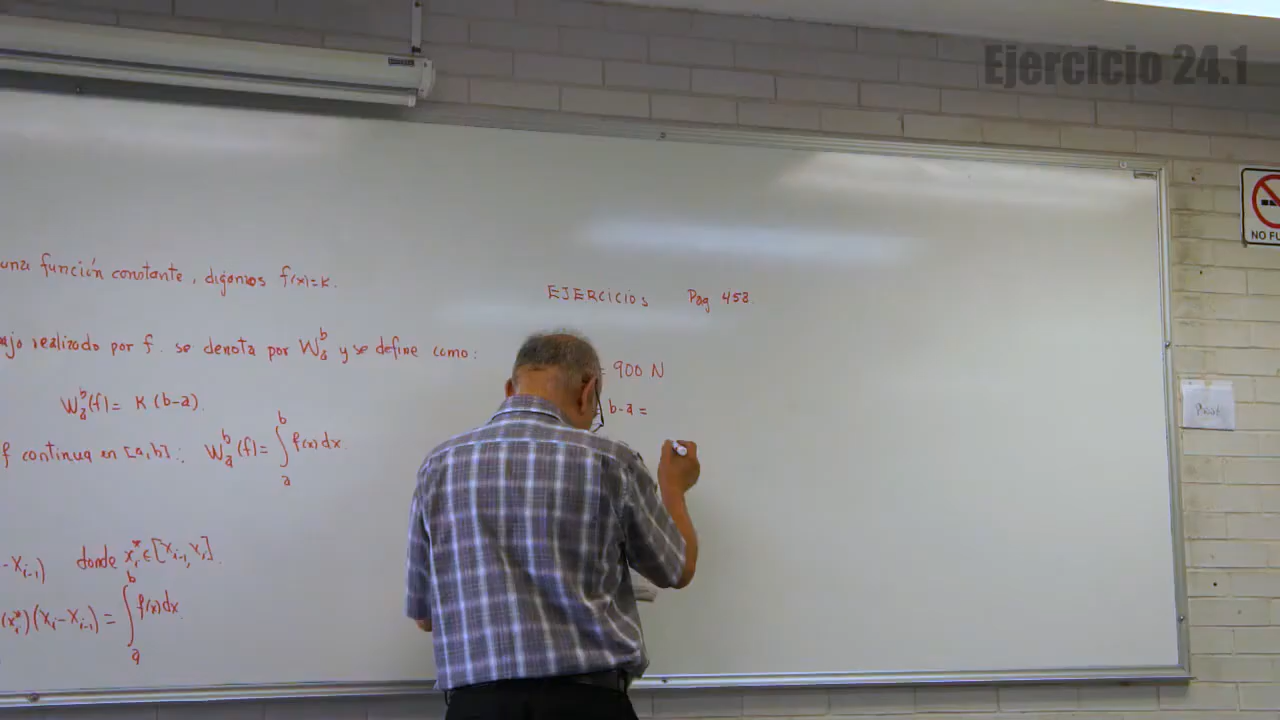 Ejercicio 24.1
una función constante, digamos f(x)=K.
ajo realizado por f. se denota por W_a^b y se define como:
W_a^b(f)= K(b-a).
f continua en [a,b]: W_a^b(f)= ∫_a^b f(x)dx.
-x_{i-1}) donde x_i^* ∈ [x_{i-1}, x_i].
(x_i^*)(x_i-x_{i-1}) = ∫_a^b f(x)dx
EJERCICIOS Pag 458.
= 900 N
b-a =
NO FU